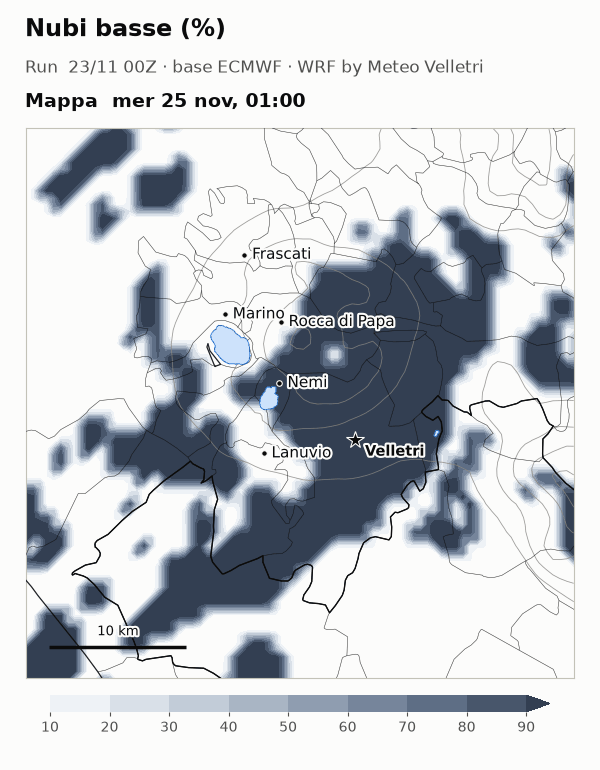 Nubi basse (%)
Run  23/11 00Z · base ECMWF · WRF by Meteo Velletri
Mappa  mer 25 nov, 01:00
Frascati
Marino
Rocca di Papa
Nemi
Velletri
Lanuvio
10 km
10 20 30 40 50 60 70 80 90